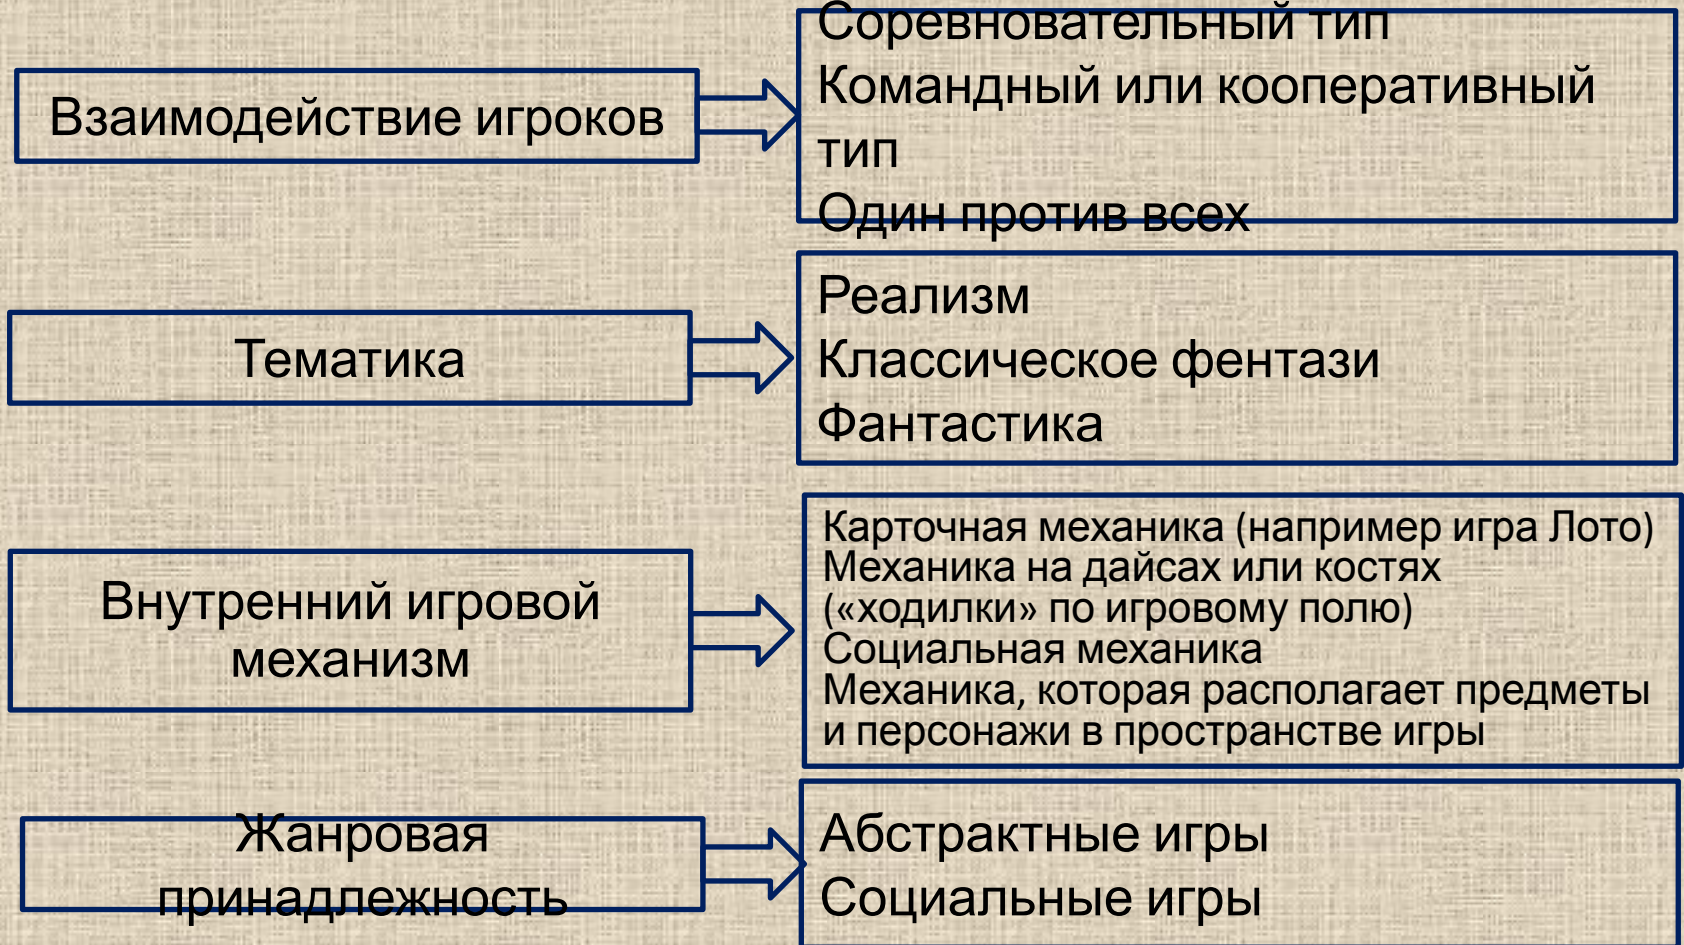 Взаимодействие игроков
Соревновательный тип
Командный или кооперативный
тип
Один против всех
Тематика
Реализм
Классическое фентази
Фантастика
Внутренний игровой
механизм
Карточная механика (например игра Лото)
Механика на дайсах или костях
(«ходилки» по игровому полю)
Социальная механика
Механика, которая располагает предметы
и персонажи в пространстве игры
Жанровая
принадлежность
Абстрактные игры
Социальные игры